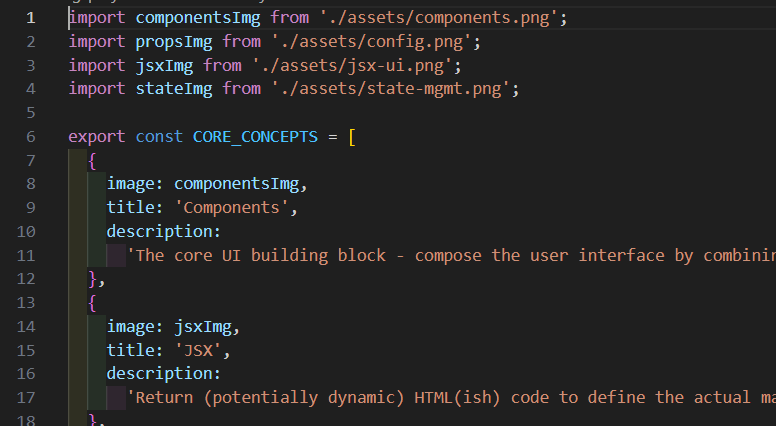 1 import componentsImg from './assets/components.png';
2 import propsImg from './assets/config.png';
3 import jsxImg from './assets/jsx-ui.png';
4 import stateImg from './assets/state-mgmt.png';
5
6 export const CORE_CONCEPTS = [
7 {
8 image: componentsImg,
9 title: 'Components',
10 description:
11 'The core UI building block - compose the user interface by
12 },
13 {
14 image: jsxImg,
15 title: 'JSX',
16 description:
17 'Return (potentially dynamic) HTML(ish) code to define the actual
18 },